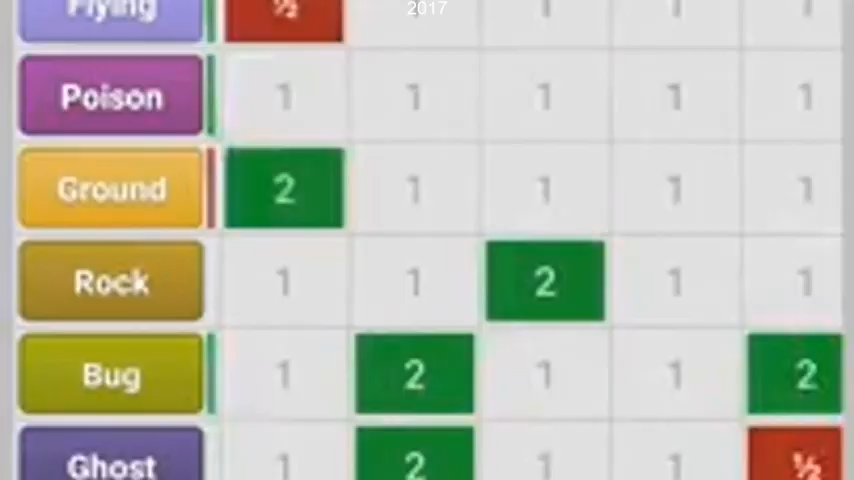 2017
Flying ½ 1 1 1
Poison 1 1 1 1 1
Ground 2 1 1 1 1
Rock 1 1 2 1 1
Bug 1 2 1 1 2
Ghost 1 2 1 1 ½